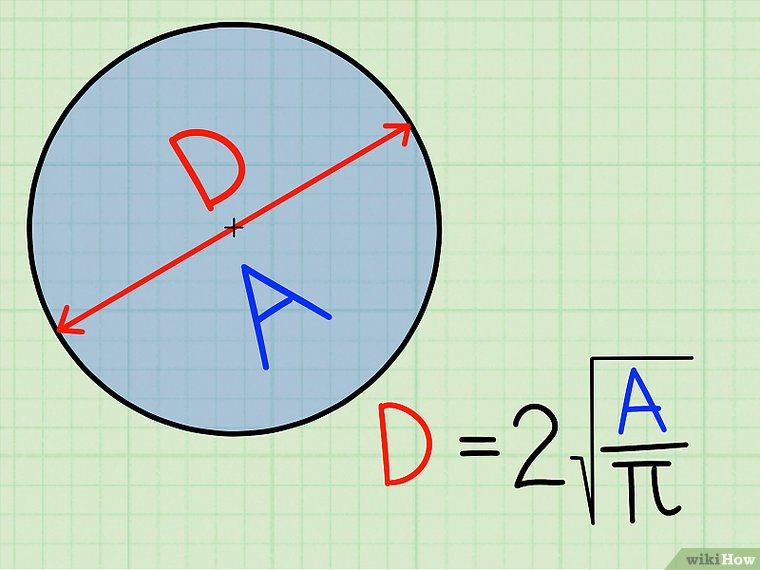 D
A
D = 2√(A/π)
wikiHow